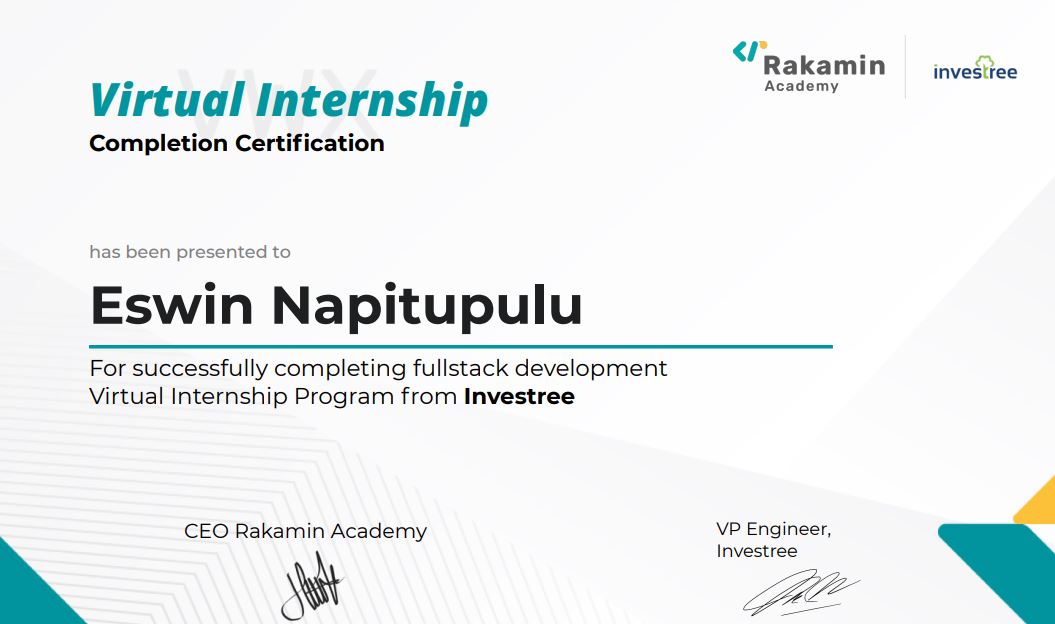 Rakamin
Academy
investree
VWX
Virtual Internship
Completion Certification
has been presented to
Eswin Napitupulu
For successfully completing fullstack development
Virtual Internship Program from Investree
CEO Rakamin Academy
VP Engineer,
Investree